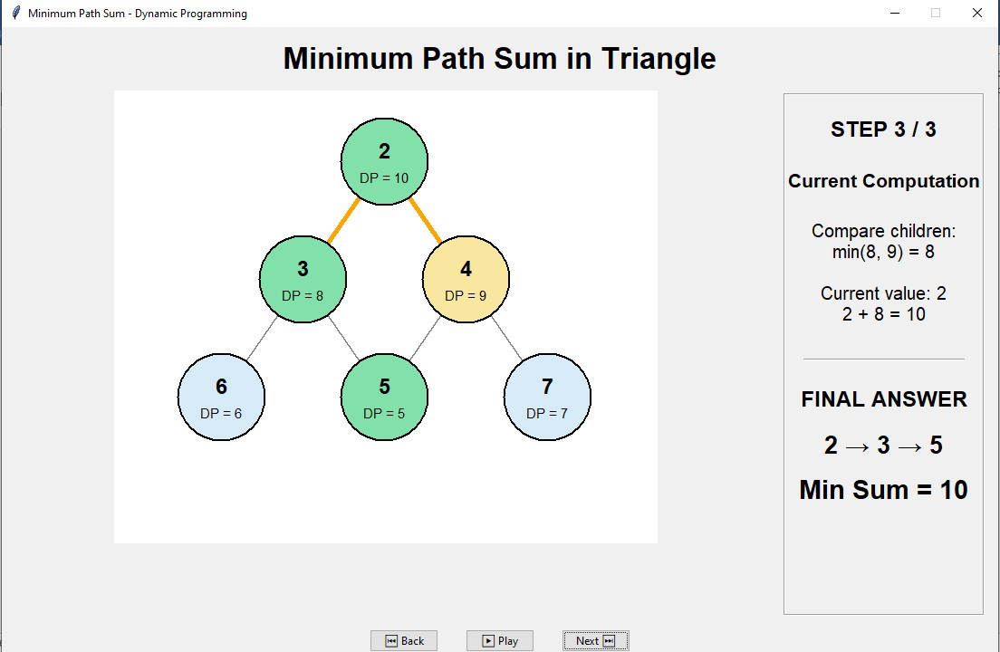 Minimum Path Sum - Dynamic Programming
Minimum Path Sum in Triangle
2
DP = 10
3
DP = 8
4
DP = 9
6
DP = 6
5
DP = 5
7
DP = 7
STEP 3 / 3
Current Computation
Compare children:
min(8, 9) = 8
Current value: 2
2 + 8 = 10
FINAL ANSWER
2 → 3 → 5
Min Sum = 10
⏮ Back
▶ Play
Next ⏭